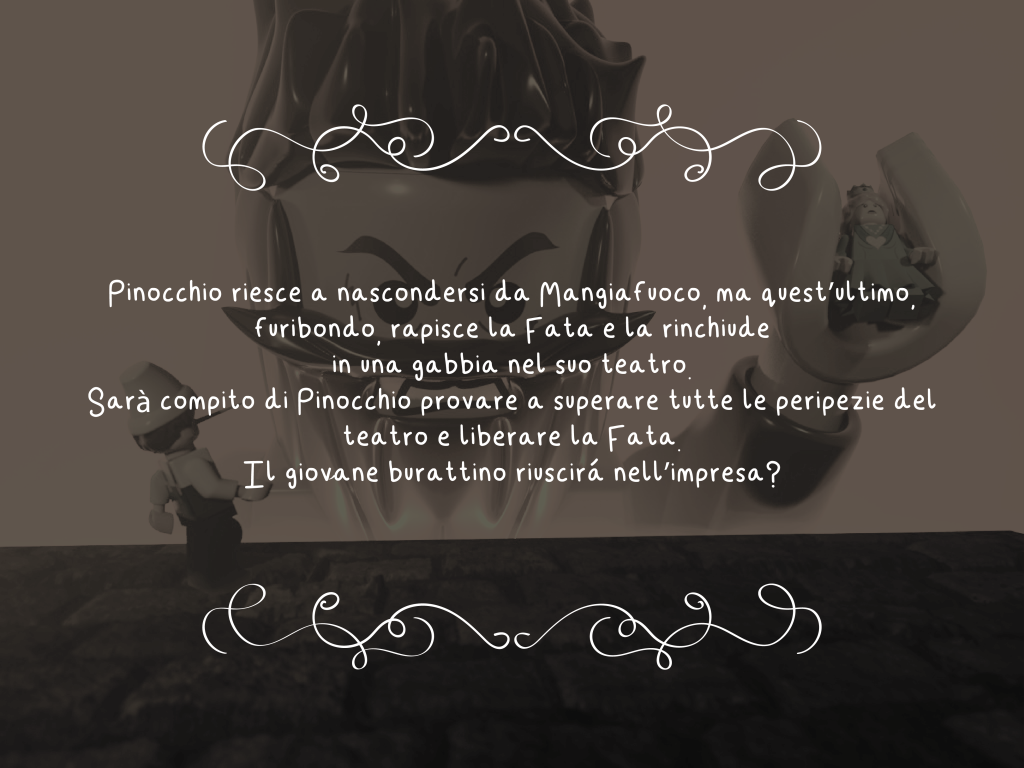 Pinocchio riesce a nascondersi da Mangiafuoco, ma quest'ultimo,
furibondo, rapisce la Fata e la rinchiude
in una gabbia nel suo teatro.
Sarà compito di Pinocchio provare a superare tutte le peripezie del
teatro e liberare la Fata.
Il giovane burattino riuscirá nell'impresa?